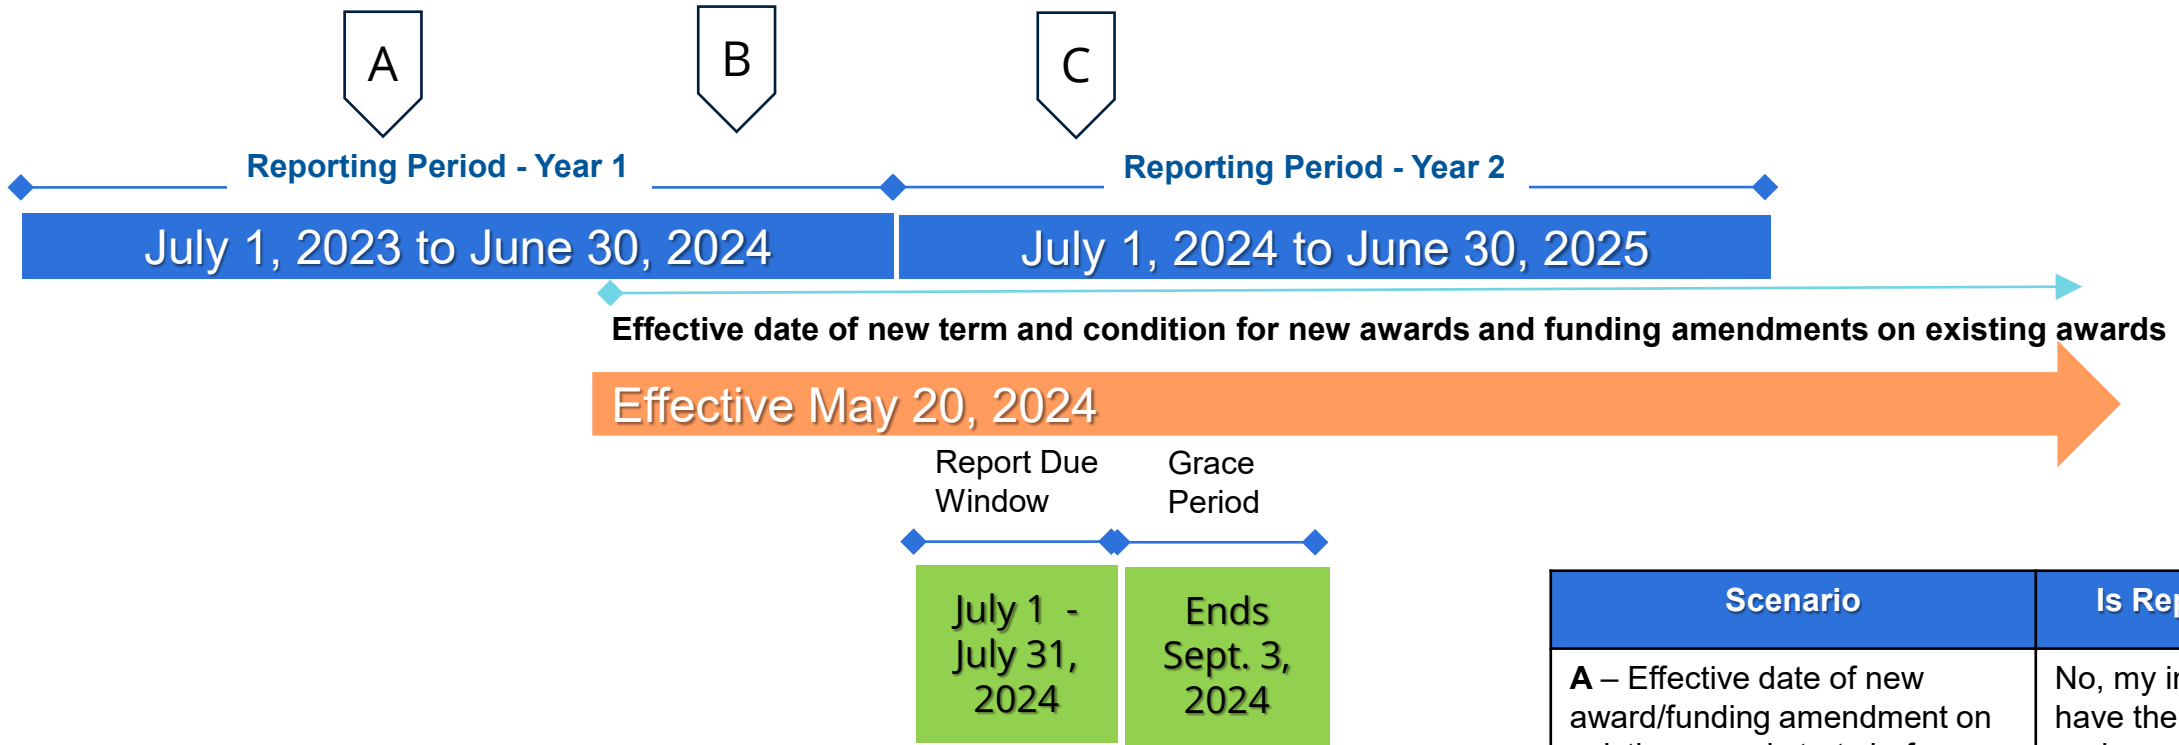 A
B
C
Reporting Period - Year 1
Reporting Period - Year 2
July 1, 2023 to June 30, 2024
July 1, 2024 to June 30, 2025
Effective date of new term and condition for new awards and funding amendments on existing awards
Effective May 20, 2024
Report Due
Window
Grace
Period
July 1 -
July 31,
2024
Ends
Sept. 3,
2024
Scenario
Is
A – Effective date of new
award/funding amendment on
No, my
have the